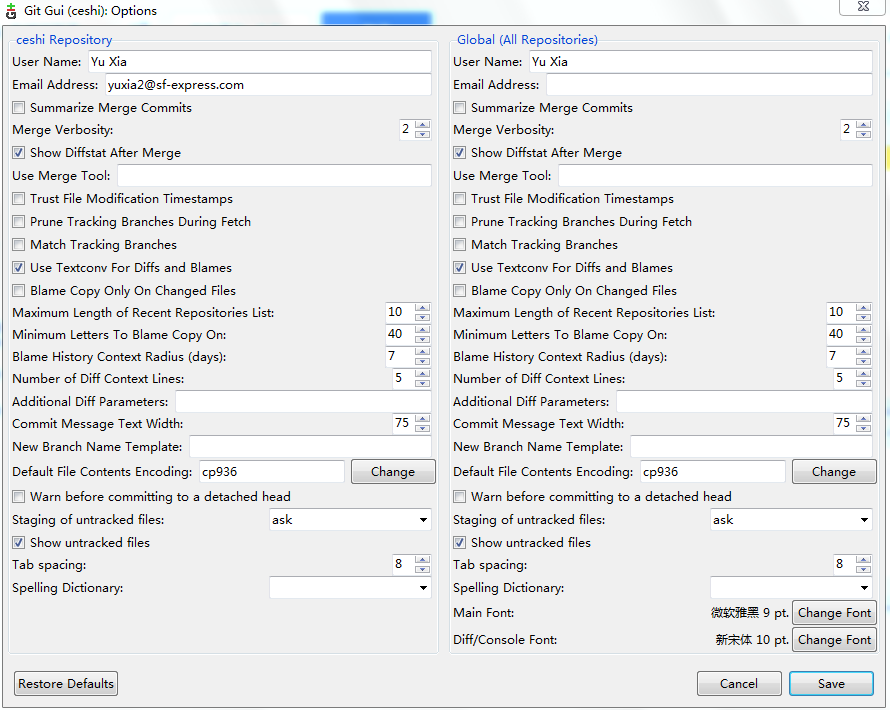 Git Gui (ceshi): Options
ceshi Repository
User Name: Yu Xia
Email Address: yuxia2@sf-express.com
Summarize Merge Commits
Merge Verbosity: 2
Show Diffstat After Merge
Use Merge Tool:
Trust File Modification Timestamps
Prune Tracking Branches During Fetch
Match Tracking Branches
Use Textconv For Diffs and Blames
Blame Copy Only On Changed Files
Maximum Length of Recent Repositories List: 10
Minimum Letters To Blame Copy On: 40
Blame History Context Radius (days): 7
Number of Diff Context Lines: 5
Additional Diff Parameters:
Commit Message Text Width: 75
New Branch Name Template:
Default File Contents Encoding: cp936 Change
Warn before committing to a detached head
Staging of untracked files: ask
Show untracked files
Tab spacing: 8
Spelling Dictionary:
Global (All Repositories)
User Name: Yu Xia
Email Address:
Summarize Merge Commits
Merge Verbosity: 2
Show Diffstat After Merge
Use Merge Tool:
Trust File Modification Timestamps
Prune Tracking Branches During Fetch
Match Tracking Branches
Use Textconv For Diffs and Blames
Blame Copy Only On Changed Files
Maximum Length of Recent Repositories List: 10
Minimum Letters To Blame Copy On: 40
Blame History Context Radius (days): 7
Number of Diff Context Lines: 5
Additional Diff Parameters:
Commit Message Text Width: 75
New Branch Name Template:
Default File Contents Encoding: cp936 Change
Warn before committing to a detached head
Staging of untracked files: ask
Show untracked files
Tab spacing: 8
Spelling Dictionary:
Main Font: 微软雅黑 9 pt. Change Font
Diff/Console Font: 新宋体 10 pt. Change Font
Restore Defaults Cancel Save